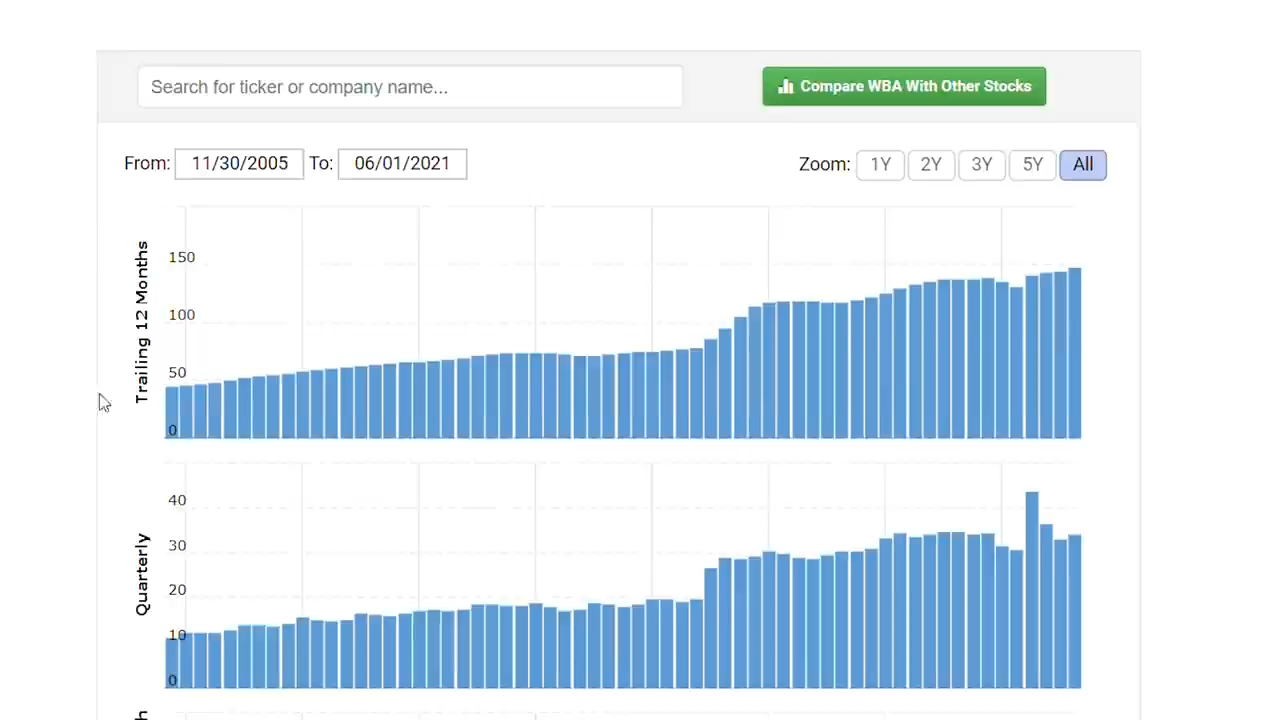 Search for ticker or company name...
Compare WBA With Other Stocks
From: 11/30/2005 To: 06/01/2021
Zoom: 1Y 2Y 3Y 5Y All
Trailing 12 Months
150
100
50
0
Quarterly
40
30
20
10
0